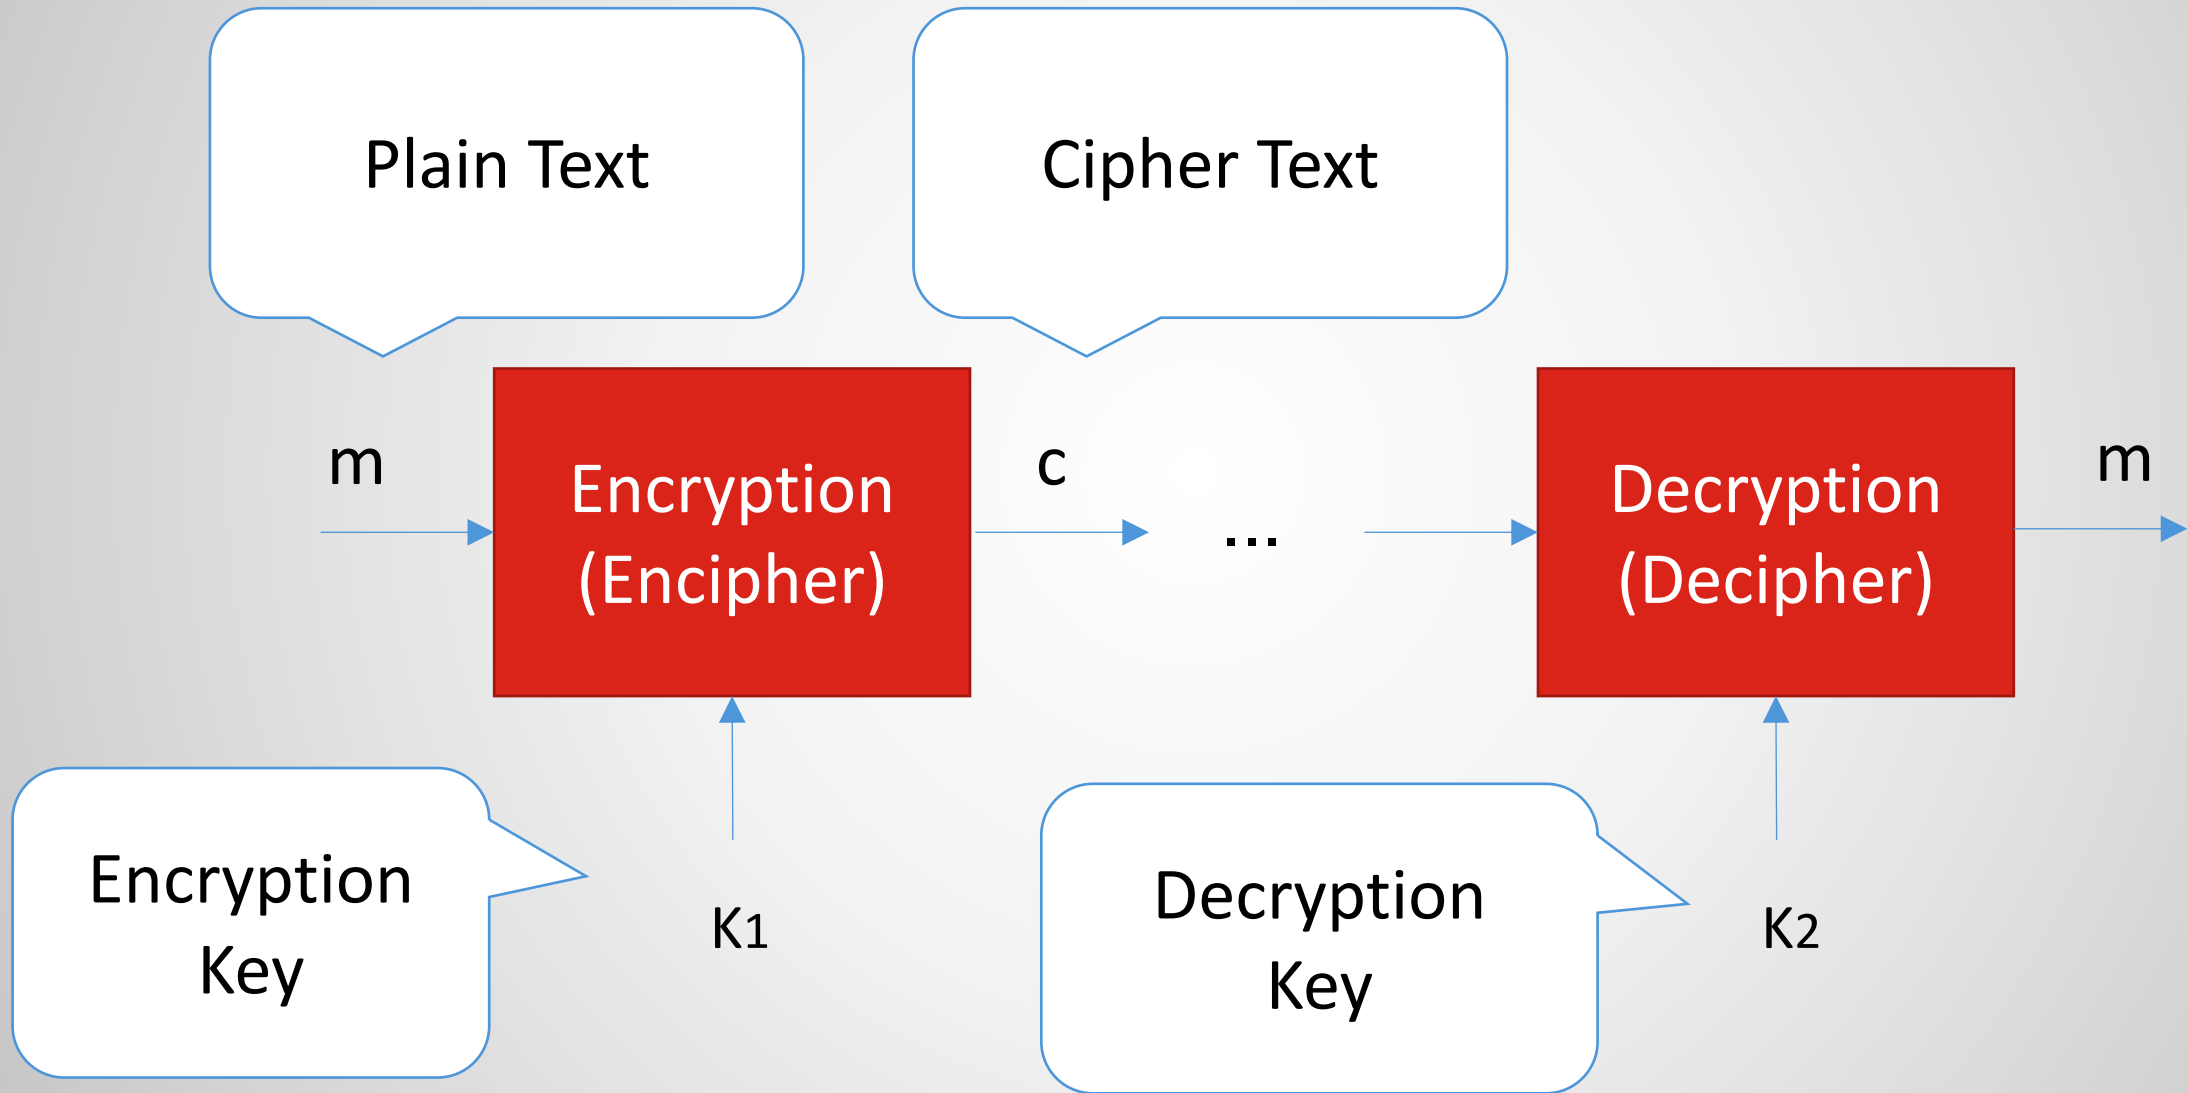 Plain Text
Cipher Text
m
Encryption
(Encipher)
c
...
Decryption
(Decipher)
m
Encryption
Key
K1
Decryption
Key
K2